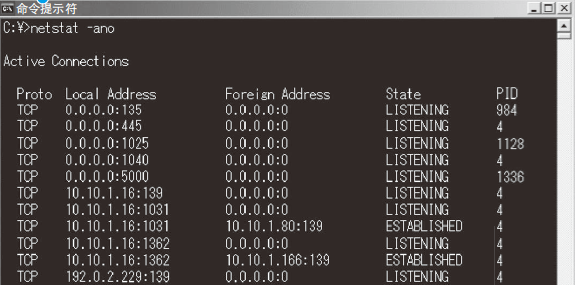 命令提示符
C:¥>netstat -ano
Active Connections
Proto Local Address Foreign Address State PID
TCP 0.0.0.0:135 0.0.0.0:0 LISTENING 984
TCP 0.0.0.0:445 0.0.0.0:0 LISTENING 4
TCP 0.0.0.0:1025 0.0.0.0:0 LISTENING 1128
TCP 0.0.0.0:1040 0.0.0.0:0 LISTENING 4
TCP 0.0.0.0:5000 0.0.0.0:0 LISTENING 1336
TCP 10.10.1.16:139 0.0.0.0:0 LISTENING 4
TCP 10.10.1.16:1031 0.0.0.0:0 LISTENING 4
TCP 10.10.1.16:1031 10.10.1.80:139 ESTABLISHED 4
TCP 10.10.1.16:1362 0.0.0.0:0 LISTENING 4
TCP 10.10.1.16:1362 10.10.1.166:139 ESTABLISHED 4
TCP 192.0.2.229:139 0.0.0.0:0 LISTENING 4